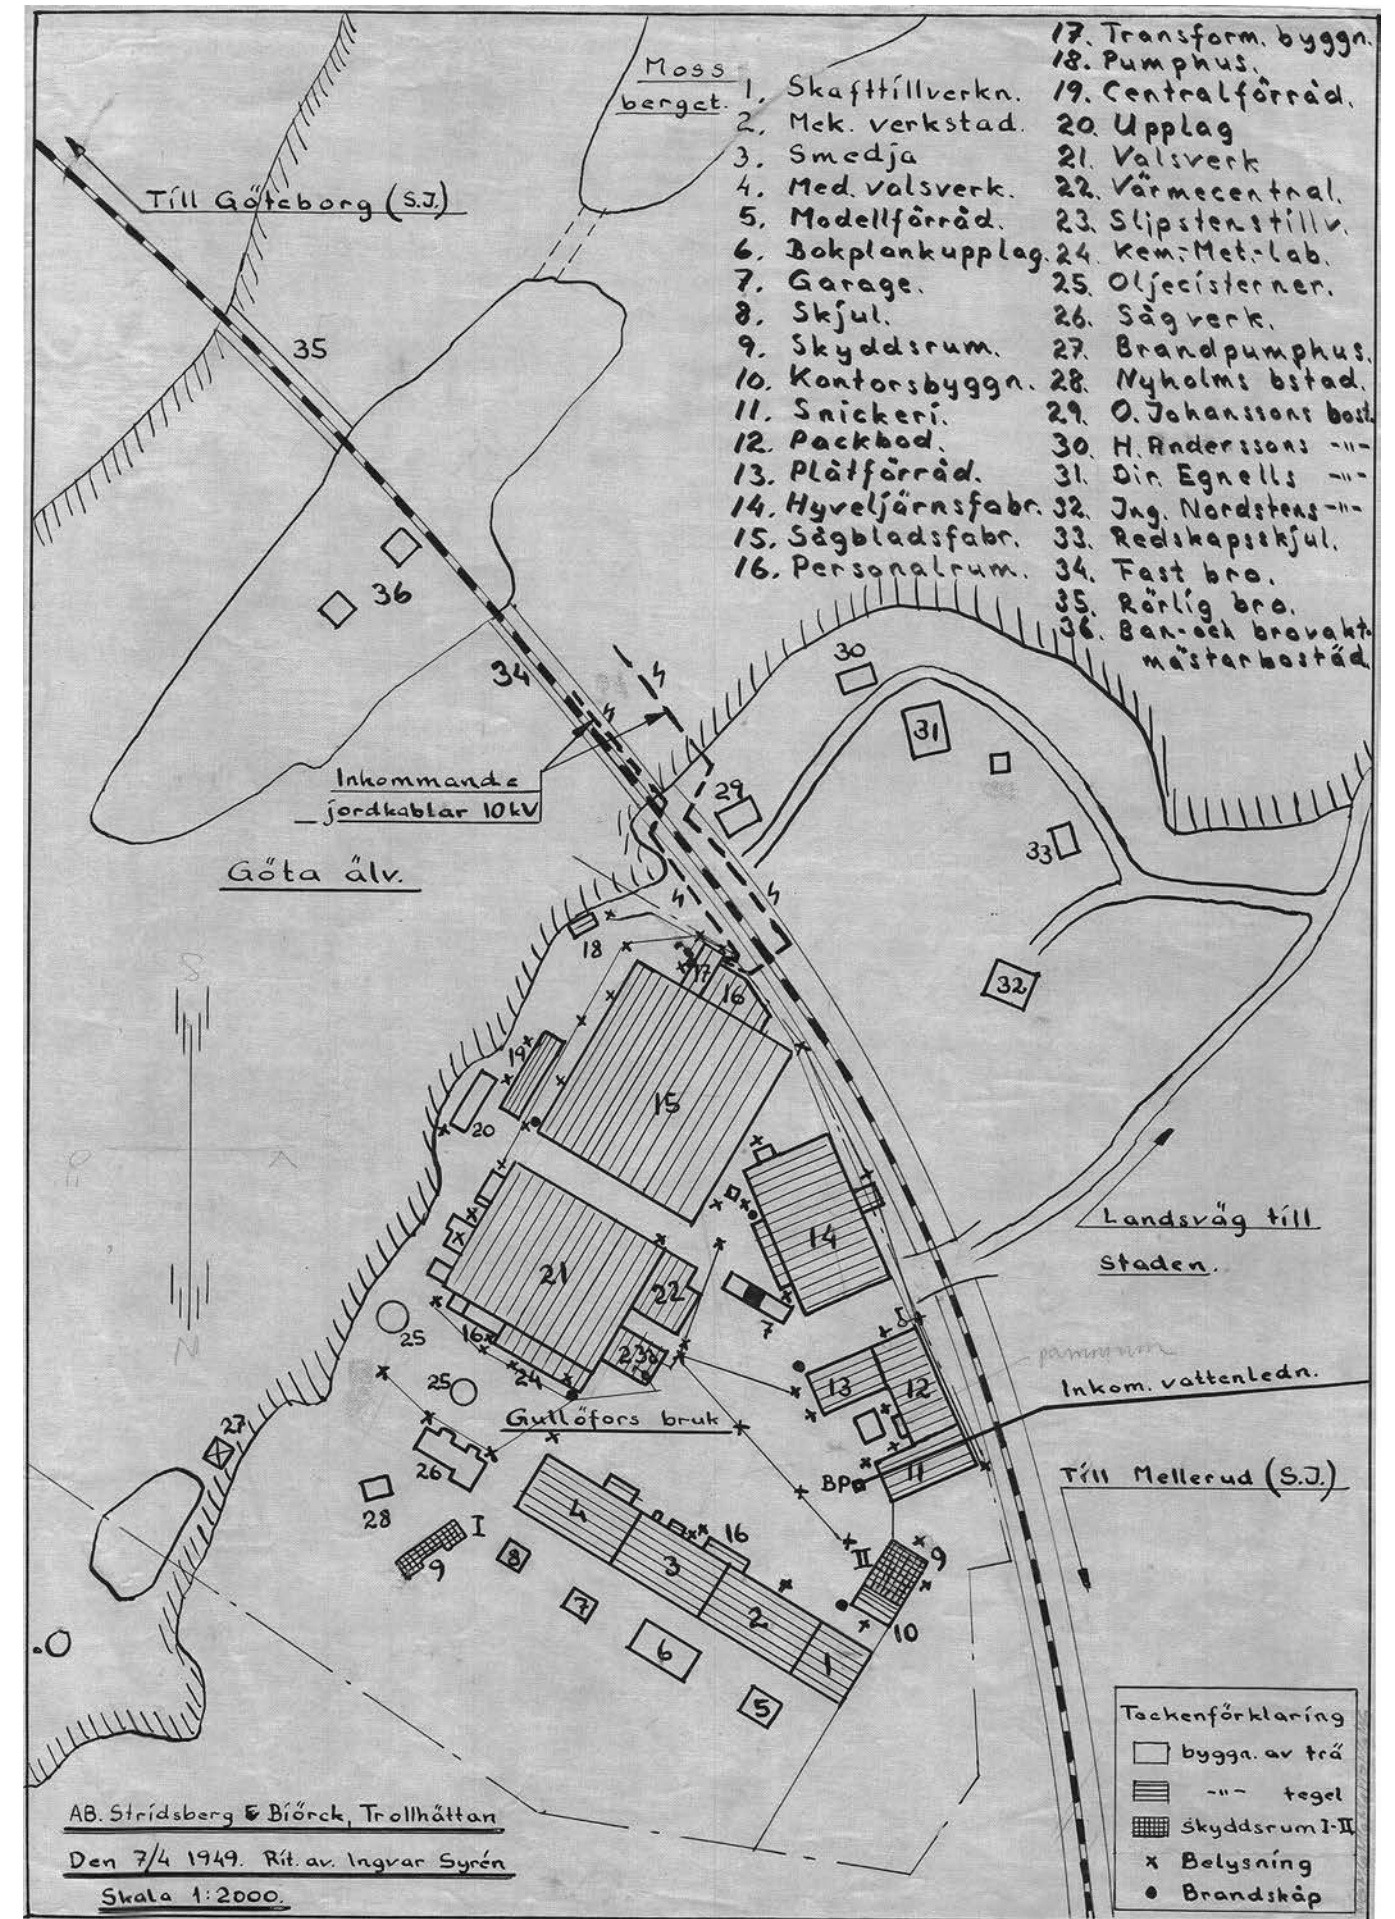 Moss
berget.
1. Skafttillverkn.
2. Mek. verkstad.
3. Smedja
4. Med. valsverk.
5. Modellförråd.
6. Bokplankupplag.
7. Garage.
8. Skjul.
9. Skyddsrum.
10. Kontorsbyggn.
11. Snickeri.
12. Packbod.
13. Plåtförråd.
14. Hyveljärnsfabr.
15. Sågbladsfabr.
16. Personalrum.
17. Transform. byggn.
18. Pumphus.
19. Centralförråd.
20. Upplag
21. Valsverk
22. Värmecentral.
23. Slipstenstillv.
24. Kem.-Met.-lab.
25. Oljecisterner.
26. Sågverk.
27. Brandpumphus.
28. Nyholms bstad.
29. O. Johanssons bost.
30. H. Anderssons -"-
31. Dir. Egnells -"-
32. Ing. Nordstens -"-
33. Redskapsskjul.
34. Fast bro.
35. Rörlig bro.
36. Ban- och brovakt-
mästarbostäd.
Till Göteborg (S.J.)
35
36
34
30
31
29
33
32
Inkommande
jordkablar 10 kV
Göta älv.
S
18
17
16
19
15
20
14
21
22
7
16
23
25
24
25
13
12
Landsväg till
staden.
Gullöfors bruk
Inkom. vattenledn.
27
26
11
BP
Till Mellerud (S.J.)
28
I
4
16
II
9
9
8
3
10
7
2
6
1
5
N
AB. Stridsberg & Biörck, Trollhättan
Den 7/4 1949. Rit. av. Ingvar Syrén
Skala 1:2000.
Teckenförklaring
byggn. av trä
-"- tegel
Skyddsrum I-II
x Belysning
Brandskåp